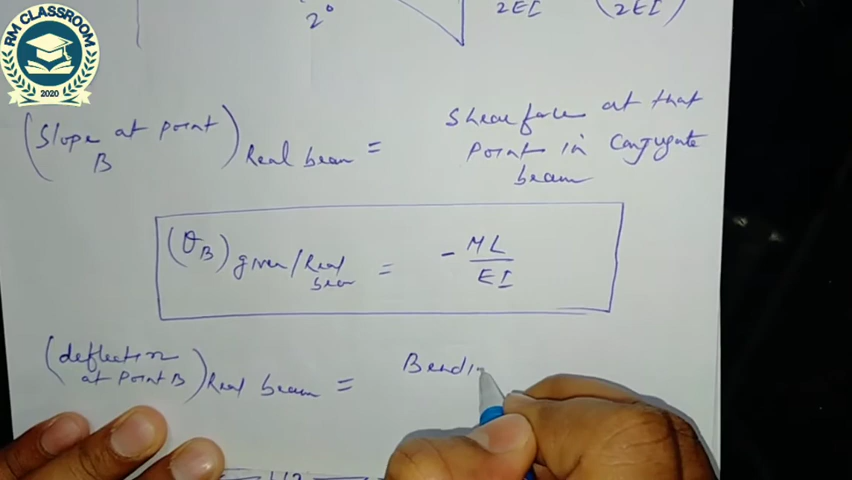 RM CLASSROOM
2020
2°
2EI
(2EI)
(Slope at point
B) Real beam =
Shear force at that
point in conjugate
beam
(θB) given/Real
beam
= - ML
EI
(deflection
at point B) Real beam =
Bendin